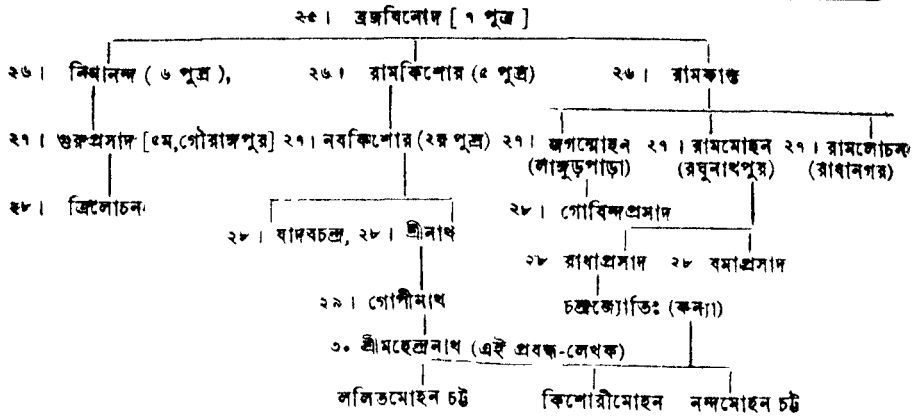 ২৫। ব্রজবিনোদ [ ৭ পুত্র ]
২৬। নিমানন্দ ( ৬ পুত্র ), ২৬। রামকিশোর (৫ পুত্র) ২৬। রামকান্ত
২৭। গুরুপ্রসাদ [৫ম, গৌরাঙ্গপুর] ২৭। নবকিশোর (২য় পুত্র) ২৭। জগন্মোহন ২৭। রামমোহন ২৭। রামলোচন
(লাঙ্গুড়পাড়া) (রঘুনাথপুর) (রাধানগর)
২৮। ত্রিলোচন ২৮। গোবিন্দপ্রসাদ
২৮। যাদবচন্দ্র, ২৮। শ্রীনাথ
২৮ রাধাপ্রসাদ ২৮ রমাপ্রসাদ
২৯। গোপীনাথ চন্দ্রজ্যোতিঃ (কন্যা)
৩০ শ্রীমহেন্দ্রনাথ (এই প্রবন্ধ-লেখক)
ললিতমোহন চট্ট কিশোরীমোহন নন্দমোহন চট্ট